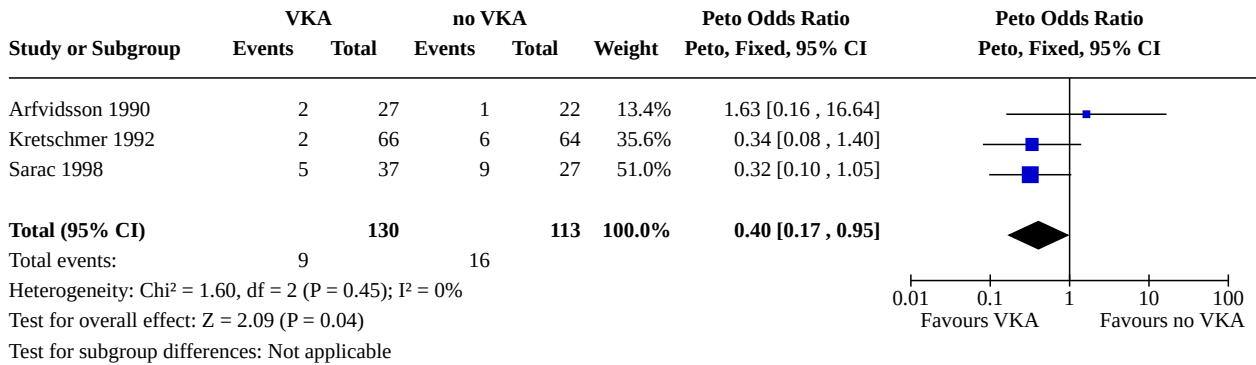 VKA no VKA Peto Odds Ratio Peto Odds Ratio
Study or Subgroup Events Total Events Total Weight Peto, Fixed, 95% CI Peto, Fixed, 95% CI
Arfvidsson 1990 2 27 1 22 13.4% 1.63 [0.16 , 16.64]
Kretschmer 1992 2 66 6 64 35.6% 0.34 [0.08 , 1.40]
Sarac 1998 5 37 9 27 51.0% 0.32 [0.10 , 1.05]
Total (95% CI) 130 113 100.0% 0.40 [0.17 , 0.95]
Total events: 9 16
Heterogeneity: Chi² = 1.60, df = 2 (P = 0.45); I² = 0%
0.01 0.1 1 10 100
Test for overall effect: Z = 2.09 (P = 0.04) Favours VKA Favours no VKA
Test for subgroup differences: Not applicable